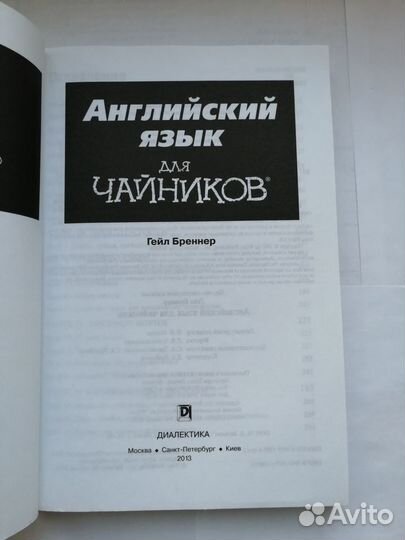 Английский
язык
для
ЧАЙНИКОВ®
Гейл Бреннер
ДИАЛЕКТИКА
Москва • Санкт-Петербург • Киев
2013
Avito